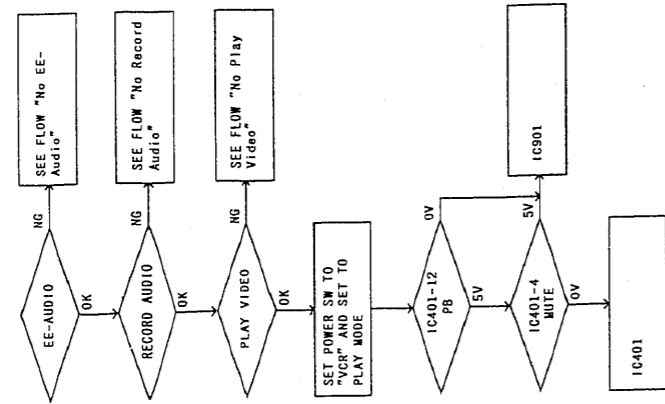 EE-AUDIO
NG
SEE FLOW "No EE-
Audio"
OK
RECORD AUDIO
NG
SEE FLOW "No Record
Audio"
OK
PLAY VIDEO
NG
SEE FLOW "No Play
Video"
OK
SET POWER SW TO
"VCR" AND SET TO
PLAY MODE
IC401-12
PB
0V
5V
IC401-4
MUTE
5V
IC901
0V
IC401